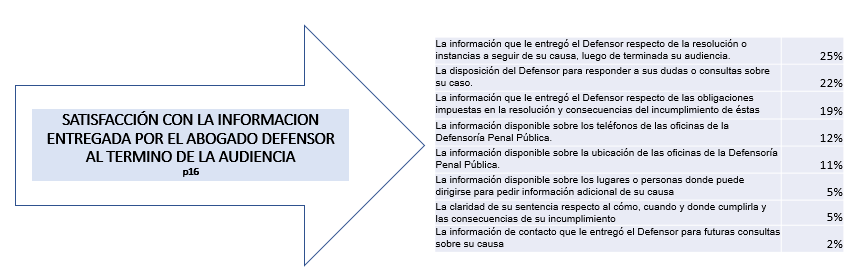 SATISFACCIÓN CON LA INFORMACION
ENTREGADA POR EL ABOGADO DEFENSOR
AL TERMINO DE LA AUDIENCIA
p16
La información que le entregó el Defensor respecto de la resolución o
instancias a seguir de su causa, luego de terminada su audiencia. 25%
La disposición del Defensor para responder a sus dudas o consultas sobre
su caso. 22%
La información que le entregó el Defensor respecto de las obligaciones
impuestas en la resolución y consecuencias del incumplimiento de éstas 19%
La información disponible sobre los teléfonos de las oficinas de la
Defensoría Penal Pública. 12%
La información disponible sobre la ubicación de las oficinas de la Defensoría
Penal Pública. 11%
La información disponible sobre los lugares o personas donde puede
dirigirse para pedir información adicional de su causa 5%
La claridad de su sentencia respecto al cómo, cuando y donde cumplirla y
las consecuencias de su incumplimiento 5%
La información de contacto que le entregó el Defensor para futuras consultas
sobre su causa 2%